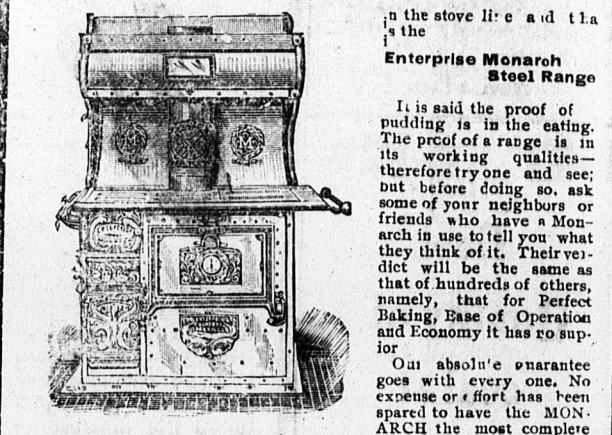 in the stove line and tha
is the
Enterprise Monarch
Steel Range
It is said the proof of
pudding is in the eating.
The proof of a range is in
its working qualities—
therefore try one and see;
but before doing so, ask
some of your neighbors or
friends who have a Mon-
arch in use to tell you what
they think of it. Their ver-
dict will be the same as
that of hundreds of others,
namely, that for Perfect
Baking, Ease of Operation
and Economy it has no sup-
ior
Our absolute guarantee
goes with every one. No
expense or effort has been
spared to have the MON-
ARCH the most complete